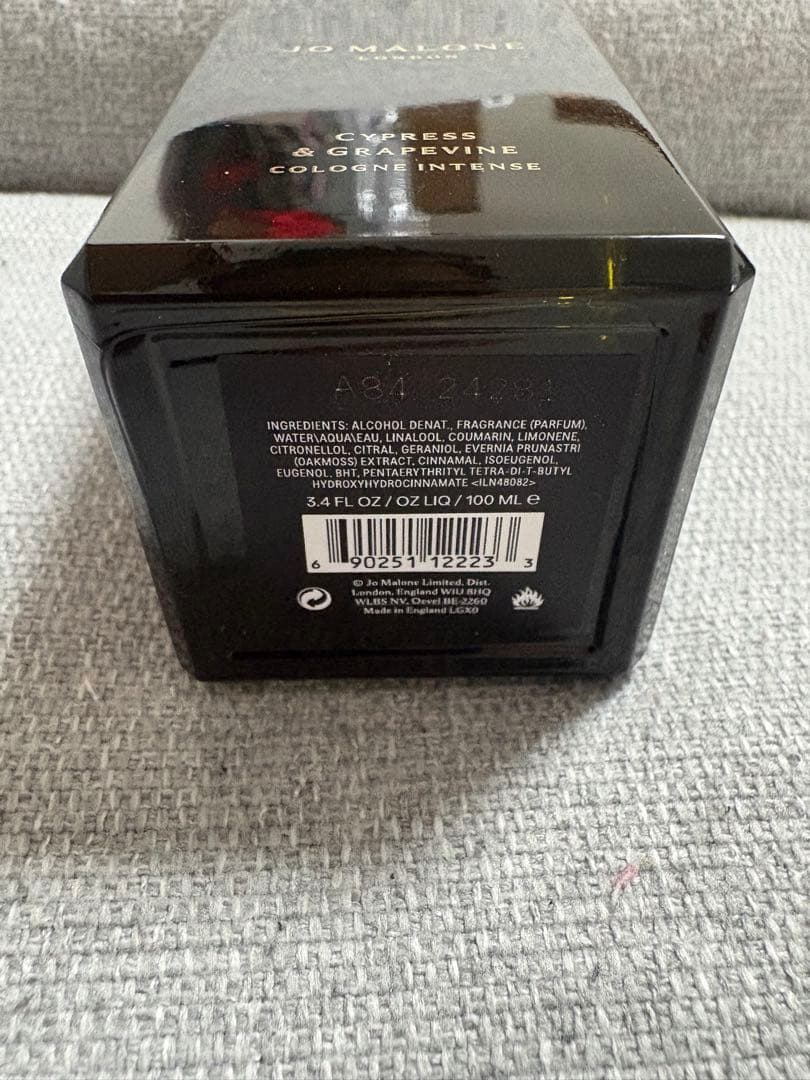 JO MALONE
LONDON
CYPRESS
& GRAPEVINE
COLOGNE INTENSE
A84 24281
INGREDIENTS: ALCOHOL DENAT., FRAGRANCE (PARFUM),
WATER\AQUA\EAU, LINALOOL, COUMARIN, LIMONENE,
CITRONELLOL, CITRAL, GERANIOL, EVERNIA PRUNASTRI
(OAKMOSS) EXTRACT, CINNAMAL, ISOEUGENOL,
EUGENOL, BHT, PENTAERYTHRITYL TETRA-DI-T-BUTYL
HYDROXYHYDROCINNAMATE <ILN48082>
3.4 FL OZ / OZ LIQ / 100 ML ℮
6 90251 12223 3
© Jo Malone Limited, Dist.
London, England W1U 8HQ
WLBS NV, Oevel BE-2260
Made in England LGX0